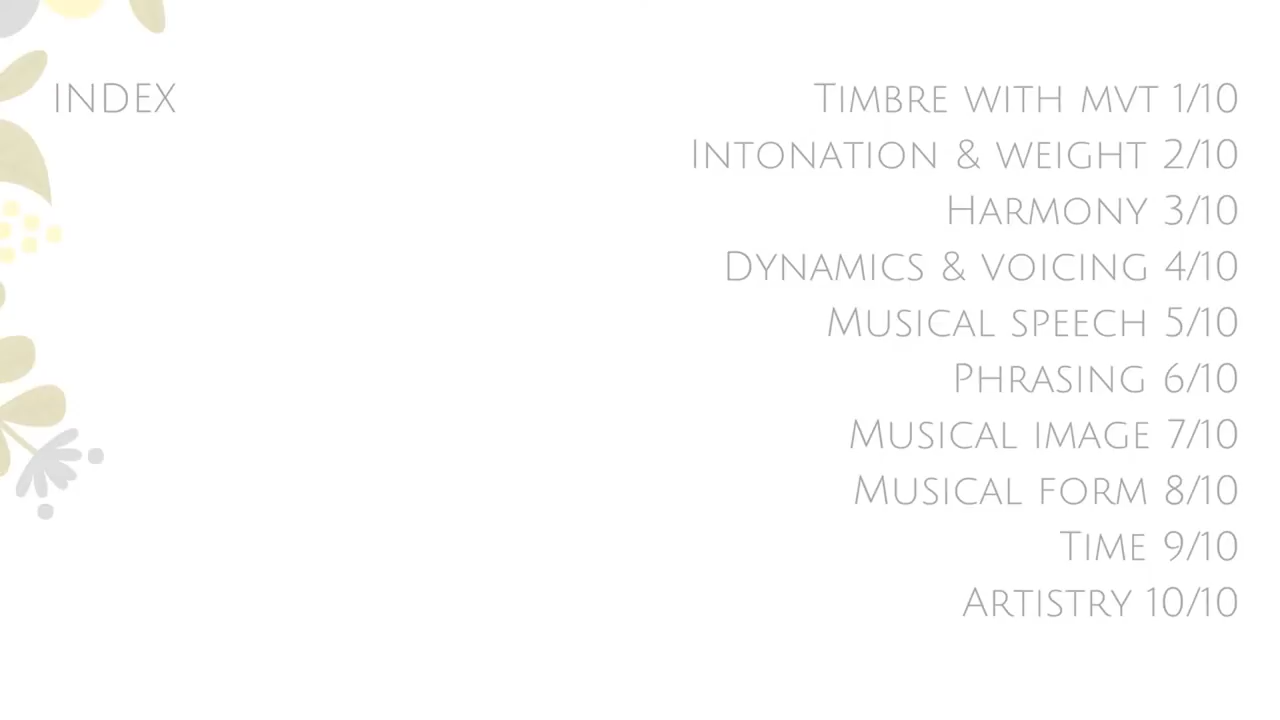 INDEX
Timbre with mvt 1/10
Intonation & weight 2/10
Harmony 3/10
Dynamics & voicing 4/10
Musical speech 5/10
Phrasing 6/10
Musical image 7/10
Musical form 8/10
Time 9/10
Artistry 10/10